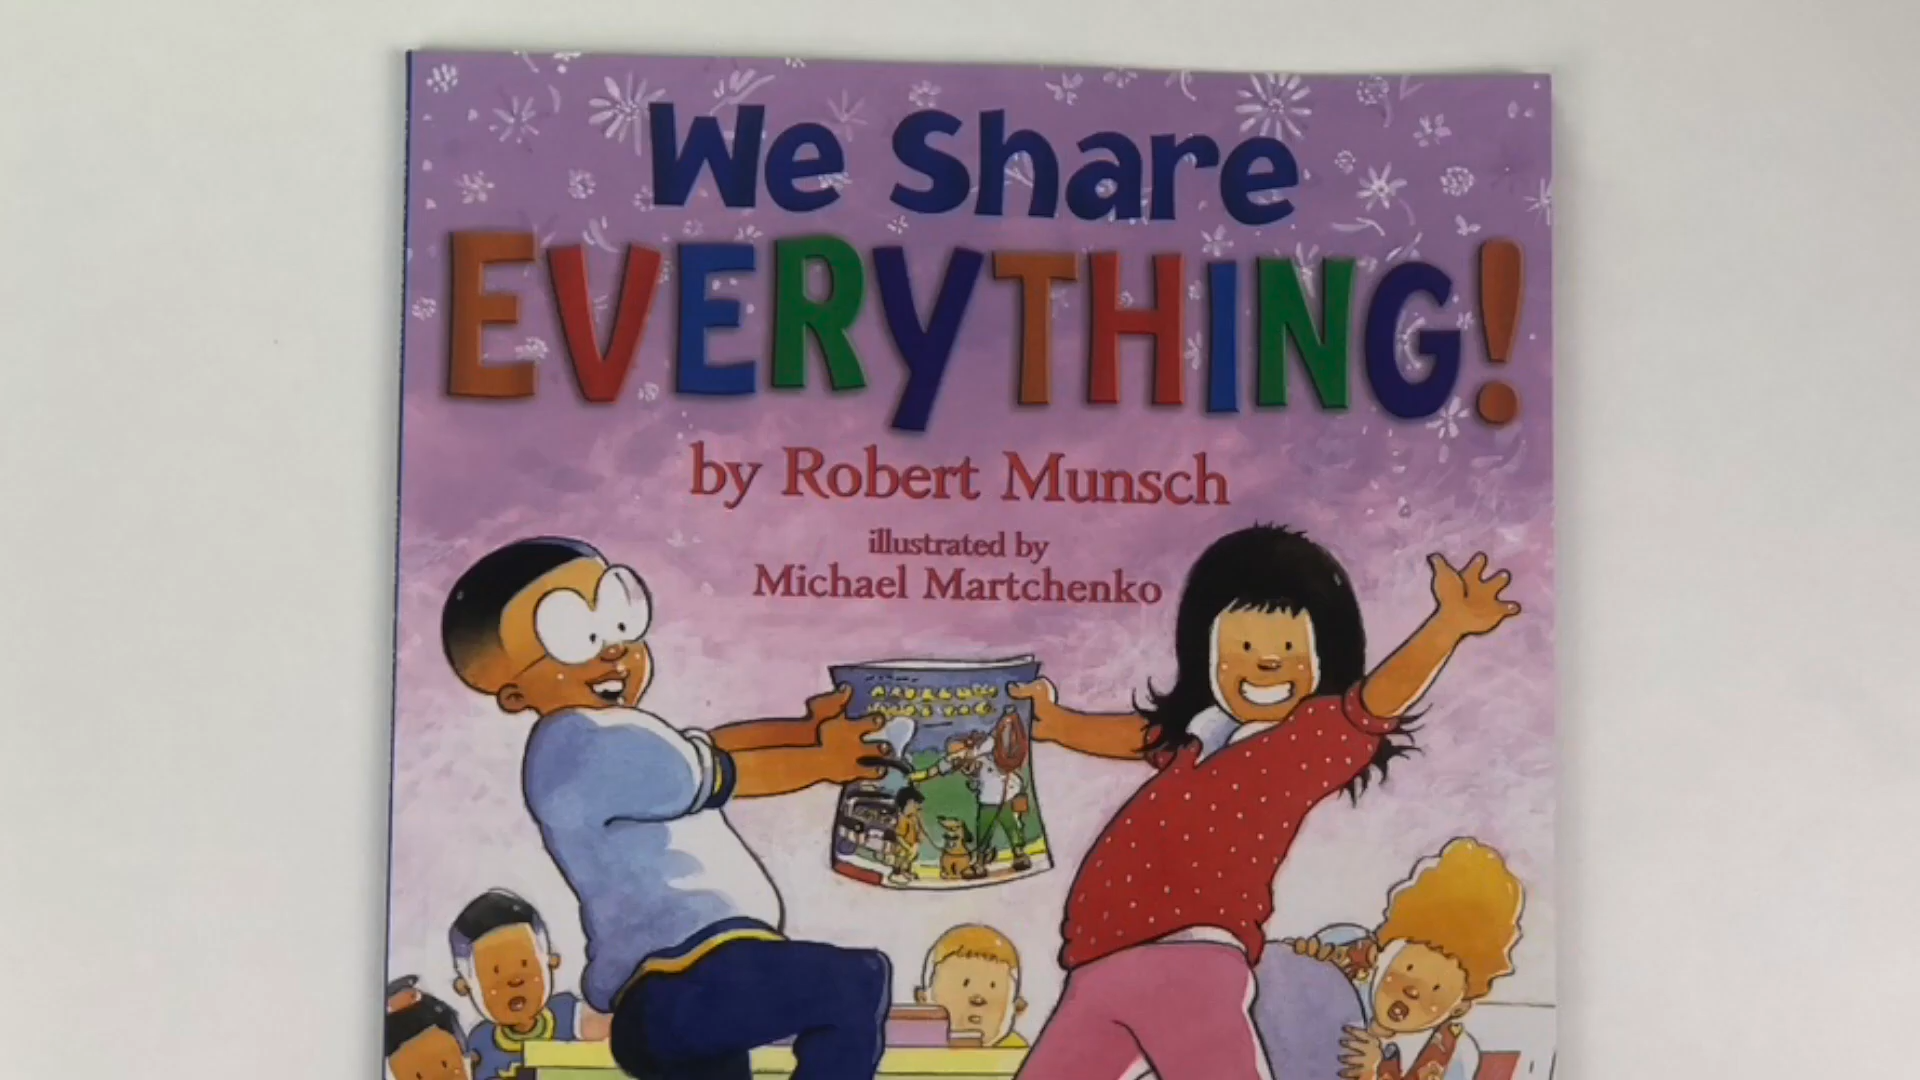 We Share
EVERYTHING!
by Robert Munsch
illustrated by
Michael Martchenko